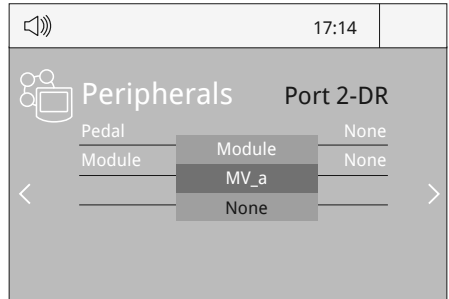 17:14
Peripherals Port 2-DR
Pedal None
Module None
Module
MV_a
None